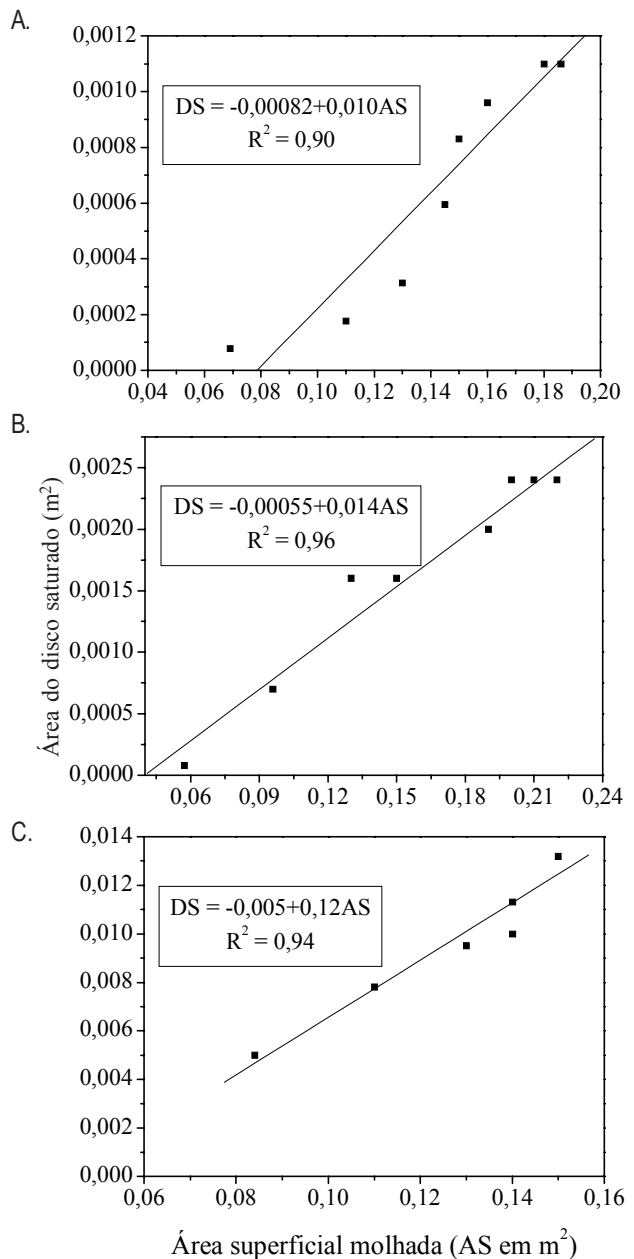 A.
0,0012
0,0010
0,0008
0,0006
0,0004
0,0002
0,0000
DS = -0,00082+0,010AS
R² = 0,90
0,04 0,06 0,08 0,10 0,12 0,14 0,16 0,18 0,20
B.
Área do disco saturado (m²)
0,0025
0,0020
0,0015
0,0010
0,0005
0,0000
DS = -0,00055+0,014AS
R² = 0,96
0,06 0,09 0,12 0,15 0,18 0,21 0,24
C.
0,014
0,012
0,010
0,008
0,006
0,004
0,002
0,000
DS = -0,005+0,12AS
R² = 0,94
0,06 0,08 0,10 0,12 0,14 0,16
Área superficial molhada (AS em m²)